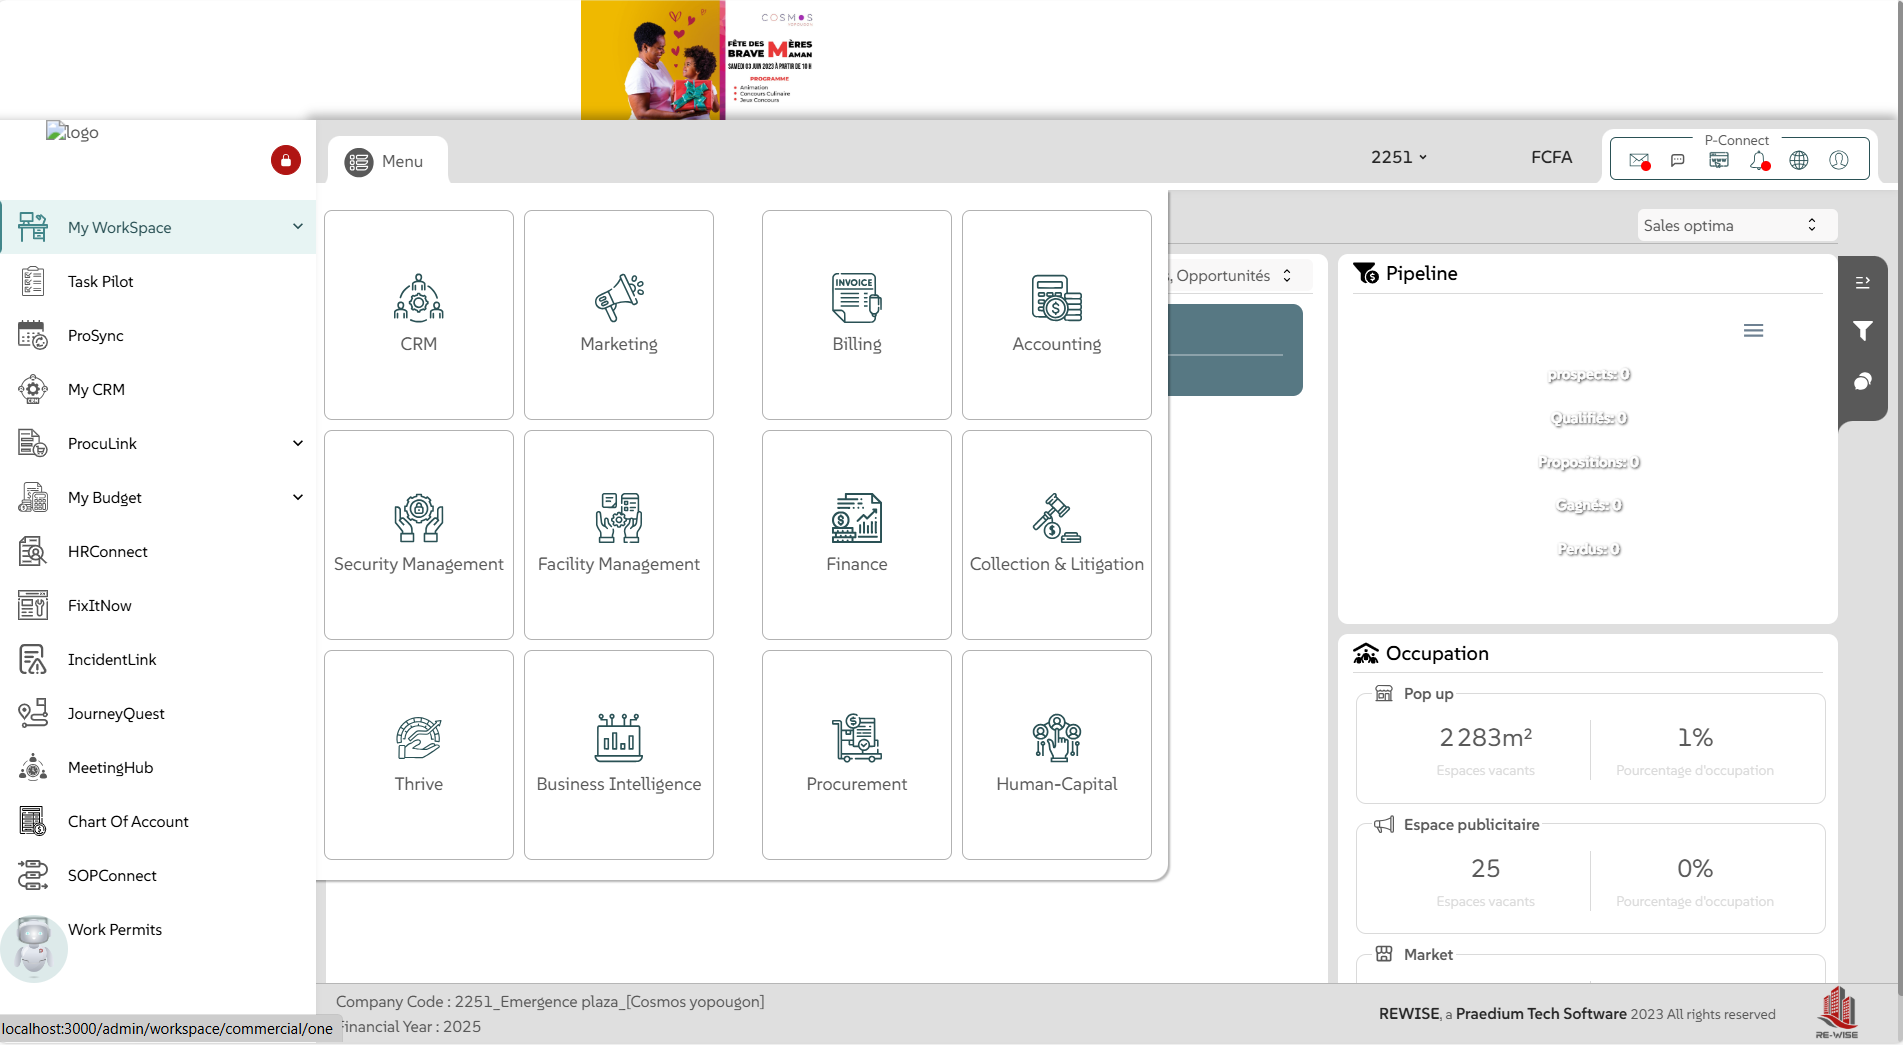 COSMOS
YOPOUGON
FÊTE DES MÈRES
BRAVE MAMAN
SAMEDI 03 JUIN 2023 À PARTIR DE 10 H
PROGRAMME
Animation
Concours Culinaire
Jeux Concours
logo
Menu
2251
FCFA
P-Connect
My WorkSpace
Task Pilot
ProSync
My CRM
ProcuLink
My Budget
HRConnect
FixItNow
IncidentLink
JourneyQuest
MeetingHub
Chart Of Account
SOPConnect
Work Permits
CRM
Marketing
Billing
INVOICE
Accounting
Security Management
Facility Management
Finance
Collection & Litigation
Thrive
Business Intelligence
Procurement
Human-Capital
Sales optima
, Opportunités
Pipeline
prospects: 0
Qualifiés: 0
Propositions: 0
Gagnés: 0
Perdus: 0
Occupation
Pop up
2 283m²
1%
Espaces vacants
Pourcentage d'occupation
Espace publicitaire
25
0%
Espaces vacants
Pourcentage d'occupation
Market
Company Code : 2251_Emergence plaza_[Cosmos yopougon]
Financial Year : 2025
localhost:3000/admin/workspace/commercial/one
REWISE, a Praedium Tech Software 2023 All rights reserved
RE-WISE